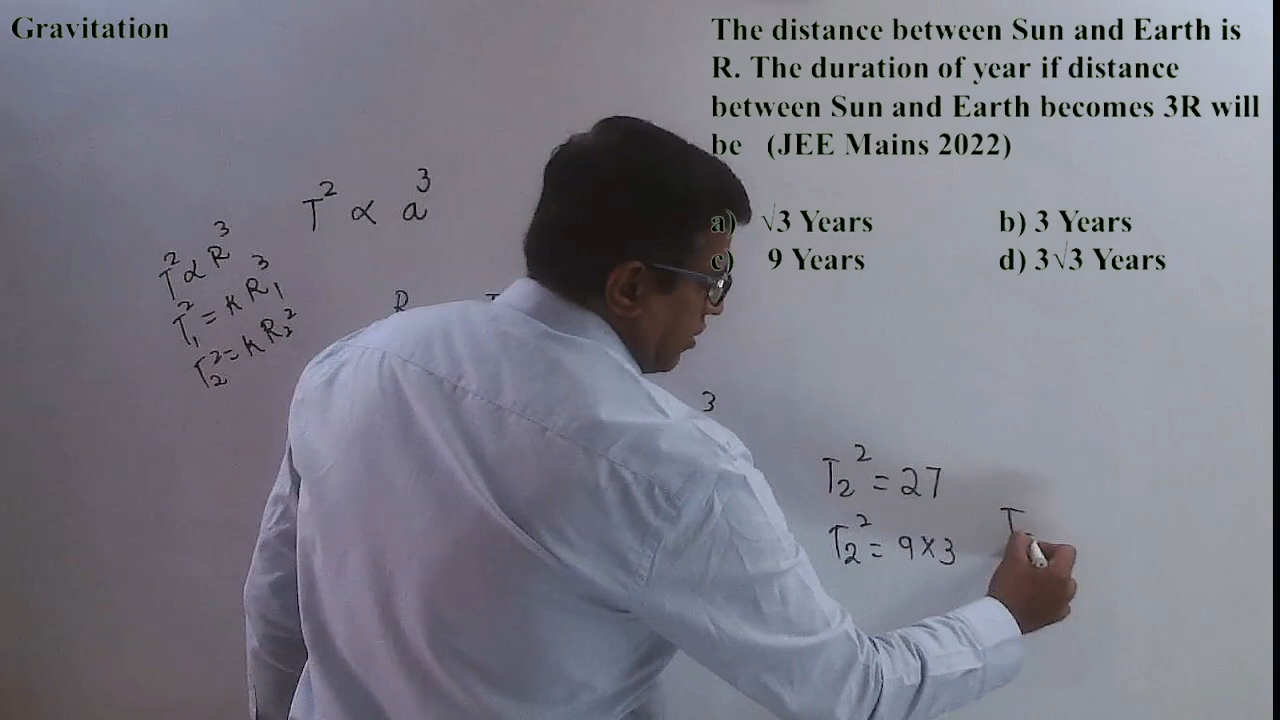 Gravitation
The distance between Sun and Earth is
R. The duration of year if distance
between Sun and Earth becomes 3R will
be (JEE Mains 2022)
a) √3 Years b) 3 Years
c) 9 Years d) 3√3 Years
T² ∝ a³
T² ∝ R³
T₁² = K R₁³
T₂² = K R₂²
R
3
T₂² = 27
T₂² = 9×3
T